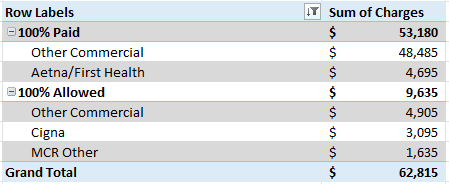 Row Labels Sum of Charges
100% Paid $ 53,180
Other Commercial $ 48,485
Aetna/First Health $ 4,695
100% Allowed $ 9,635
Other Commercial $ 4,905
Cigna $ 3,095
MCR Other $ 1,635
Grand Total $ 62,815